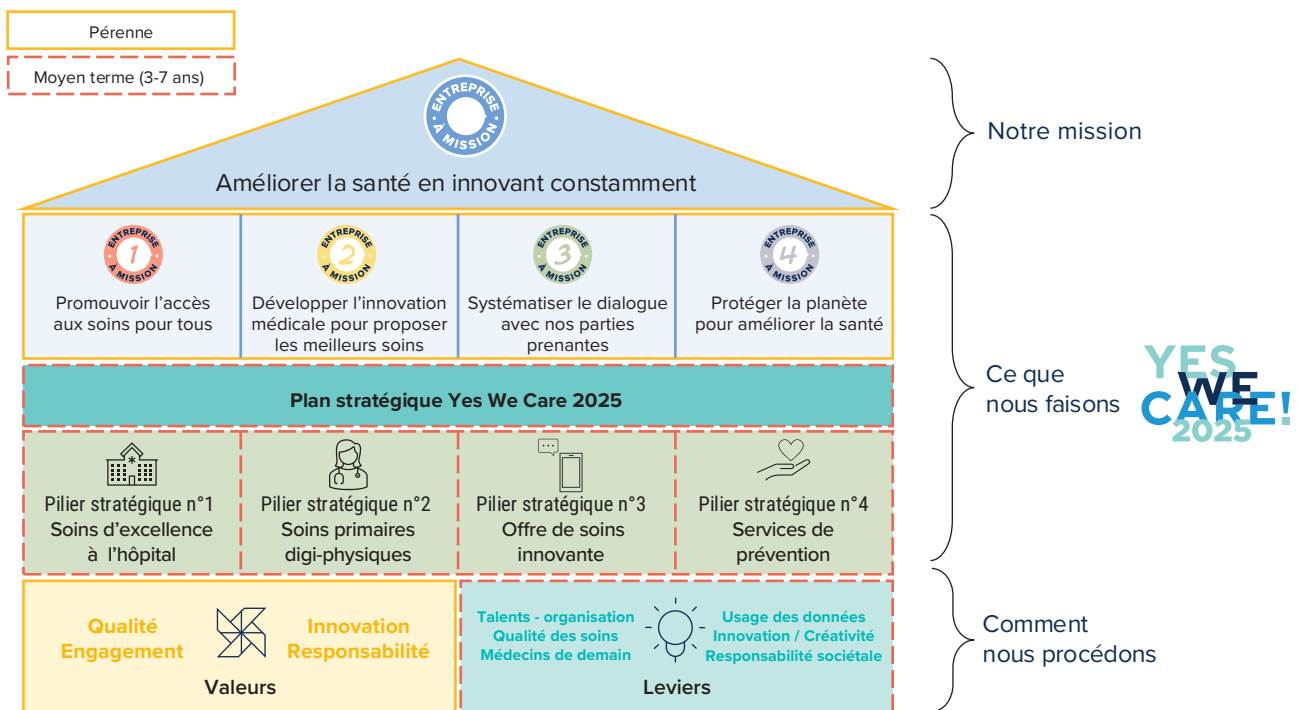 Pérenne
Moyen terme (3-7 ans)
ENTREPRISE
À MISSION
Améliorer la santé en innovant constamment
Notre mission
ENTREPRISE
1
À MISSION
Promouvoir l'accès
aux soins pour tous
ENTREPRISE
2
À MISSION
Développer l'innovation
médicale pour proposer
les meilleurs soins
ENTREPRISE
3
À MISSION
Systématiser le dialogue
avec nos parties
prenantes
ENTREPRISE
4
À MISSION
Protéger la planète
pour améliorer la santé
Plan stratégique Yes We Care 2025
Pilier stratégique n°1
Soins d'excellence
à l'hôpital
Pilier stratégique n°2
Soins primaires
digi-physiques
Pilier stratégique n°3
Offre de soins
innovante
Pilier stratégique n°4
Services de
prévention
Ce que
nous faisons
YES
WE
CARE!
2025
Qualité
Engagement
Innovation
Responsabilité
Valeurs
Talents - organisation
Qualité des soins
Médecins de demain
Usage des données
Innovation / Créativité
Responsabilité sociétale
Leviers
Comment
nous procédons